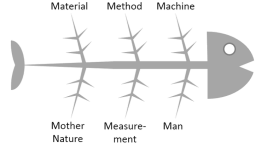 Material Method Machine
Mother Measure- Man
Nature ment